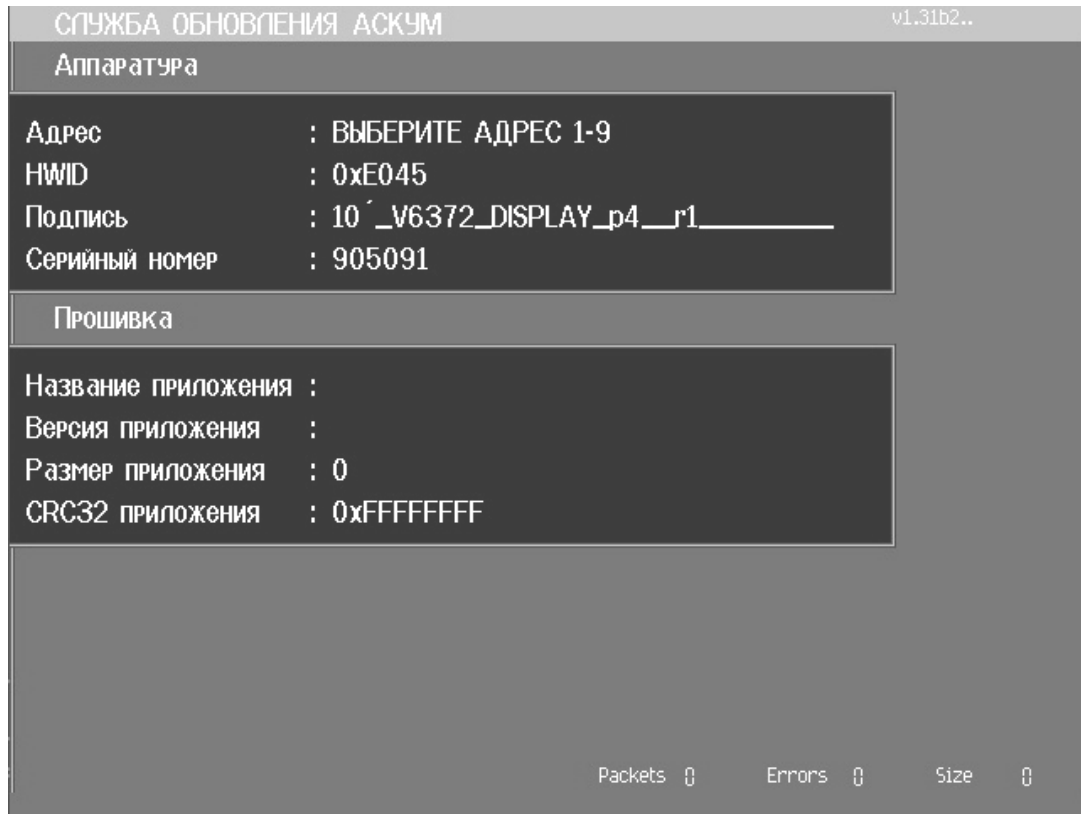 СЛУЖБА ОБНОВЛЕНИЯ АСКУМ v1.31b2..
Аппаратура
Адрес : ВЫБЕРИТЕ АДРЕС 1-9
HWID : 0xE045
Подпись : 10´_V6372_DISPLAY_p4__r1________
Серийный номер : 905091
Прошивка
Название приложения :
Версия приложения :
Размер приложения : 0
CRC32 приложения : 0xFFFFFFFF
Packets 0 Errors 0 Size 0